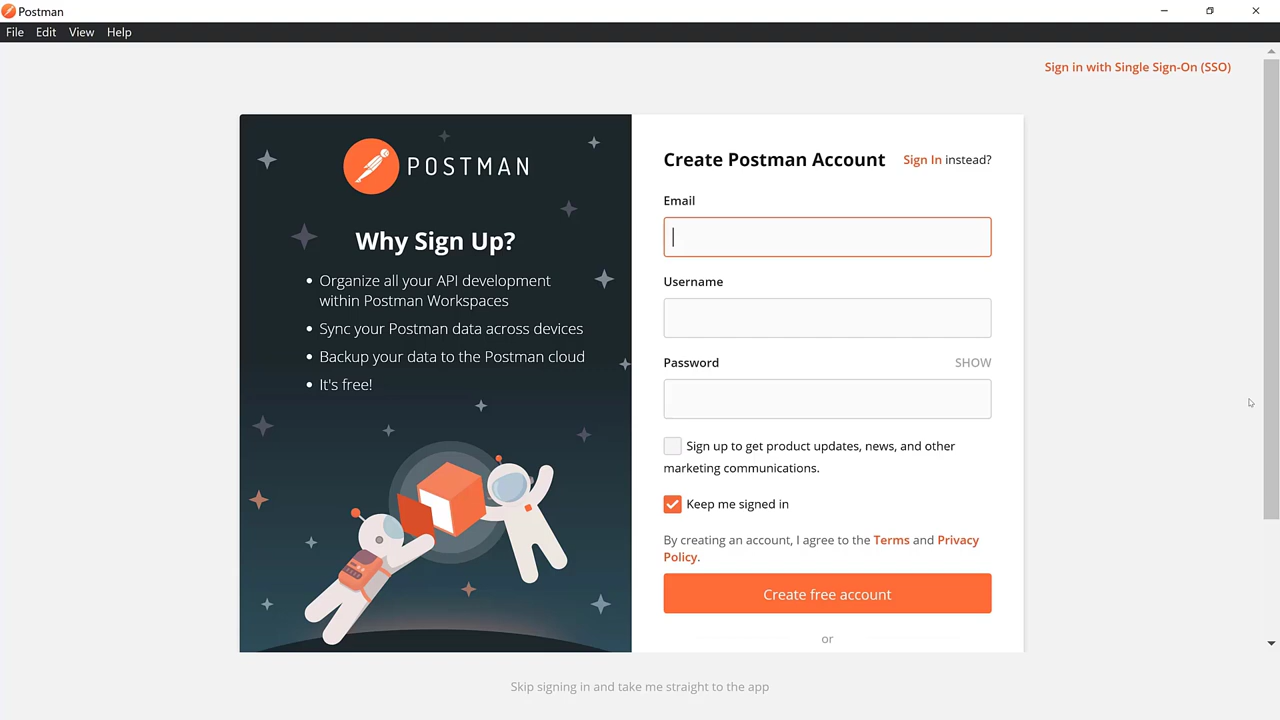 Postman
File Edit View Help
Sign in with Single Sign-On (SSO)
POSTMAN
Why Sign Up?
• Organize all your API development
within Postman Workspaces
• Sync your Postman data across devices
• Backup your data to the Postman cloud
• It's free!
Create Postman Account Sign In instead?
Email
Username
Password SHOW
Sign up to get product updates, news, and other
marketing communications.
Keep me signed in
By creating an account, I agree to the Terms and Privacy
Policy.
Create free account
or
Skip signing in and take me straight to the app